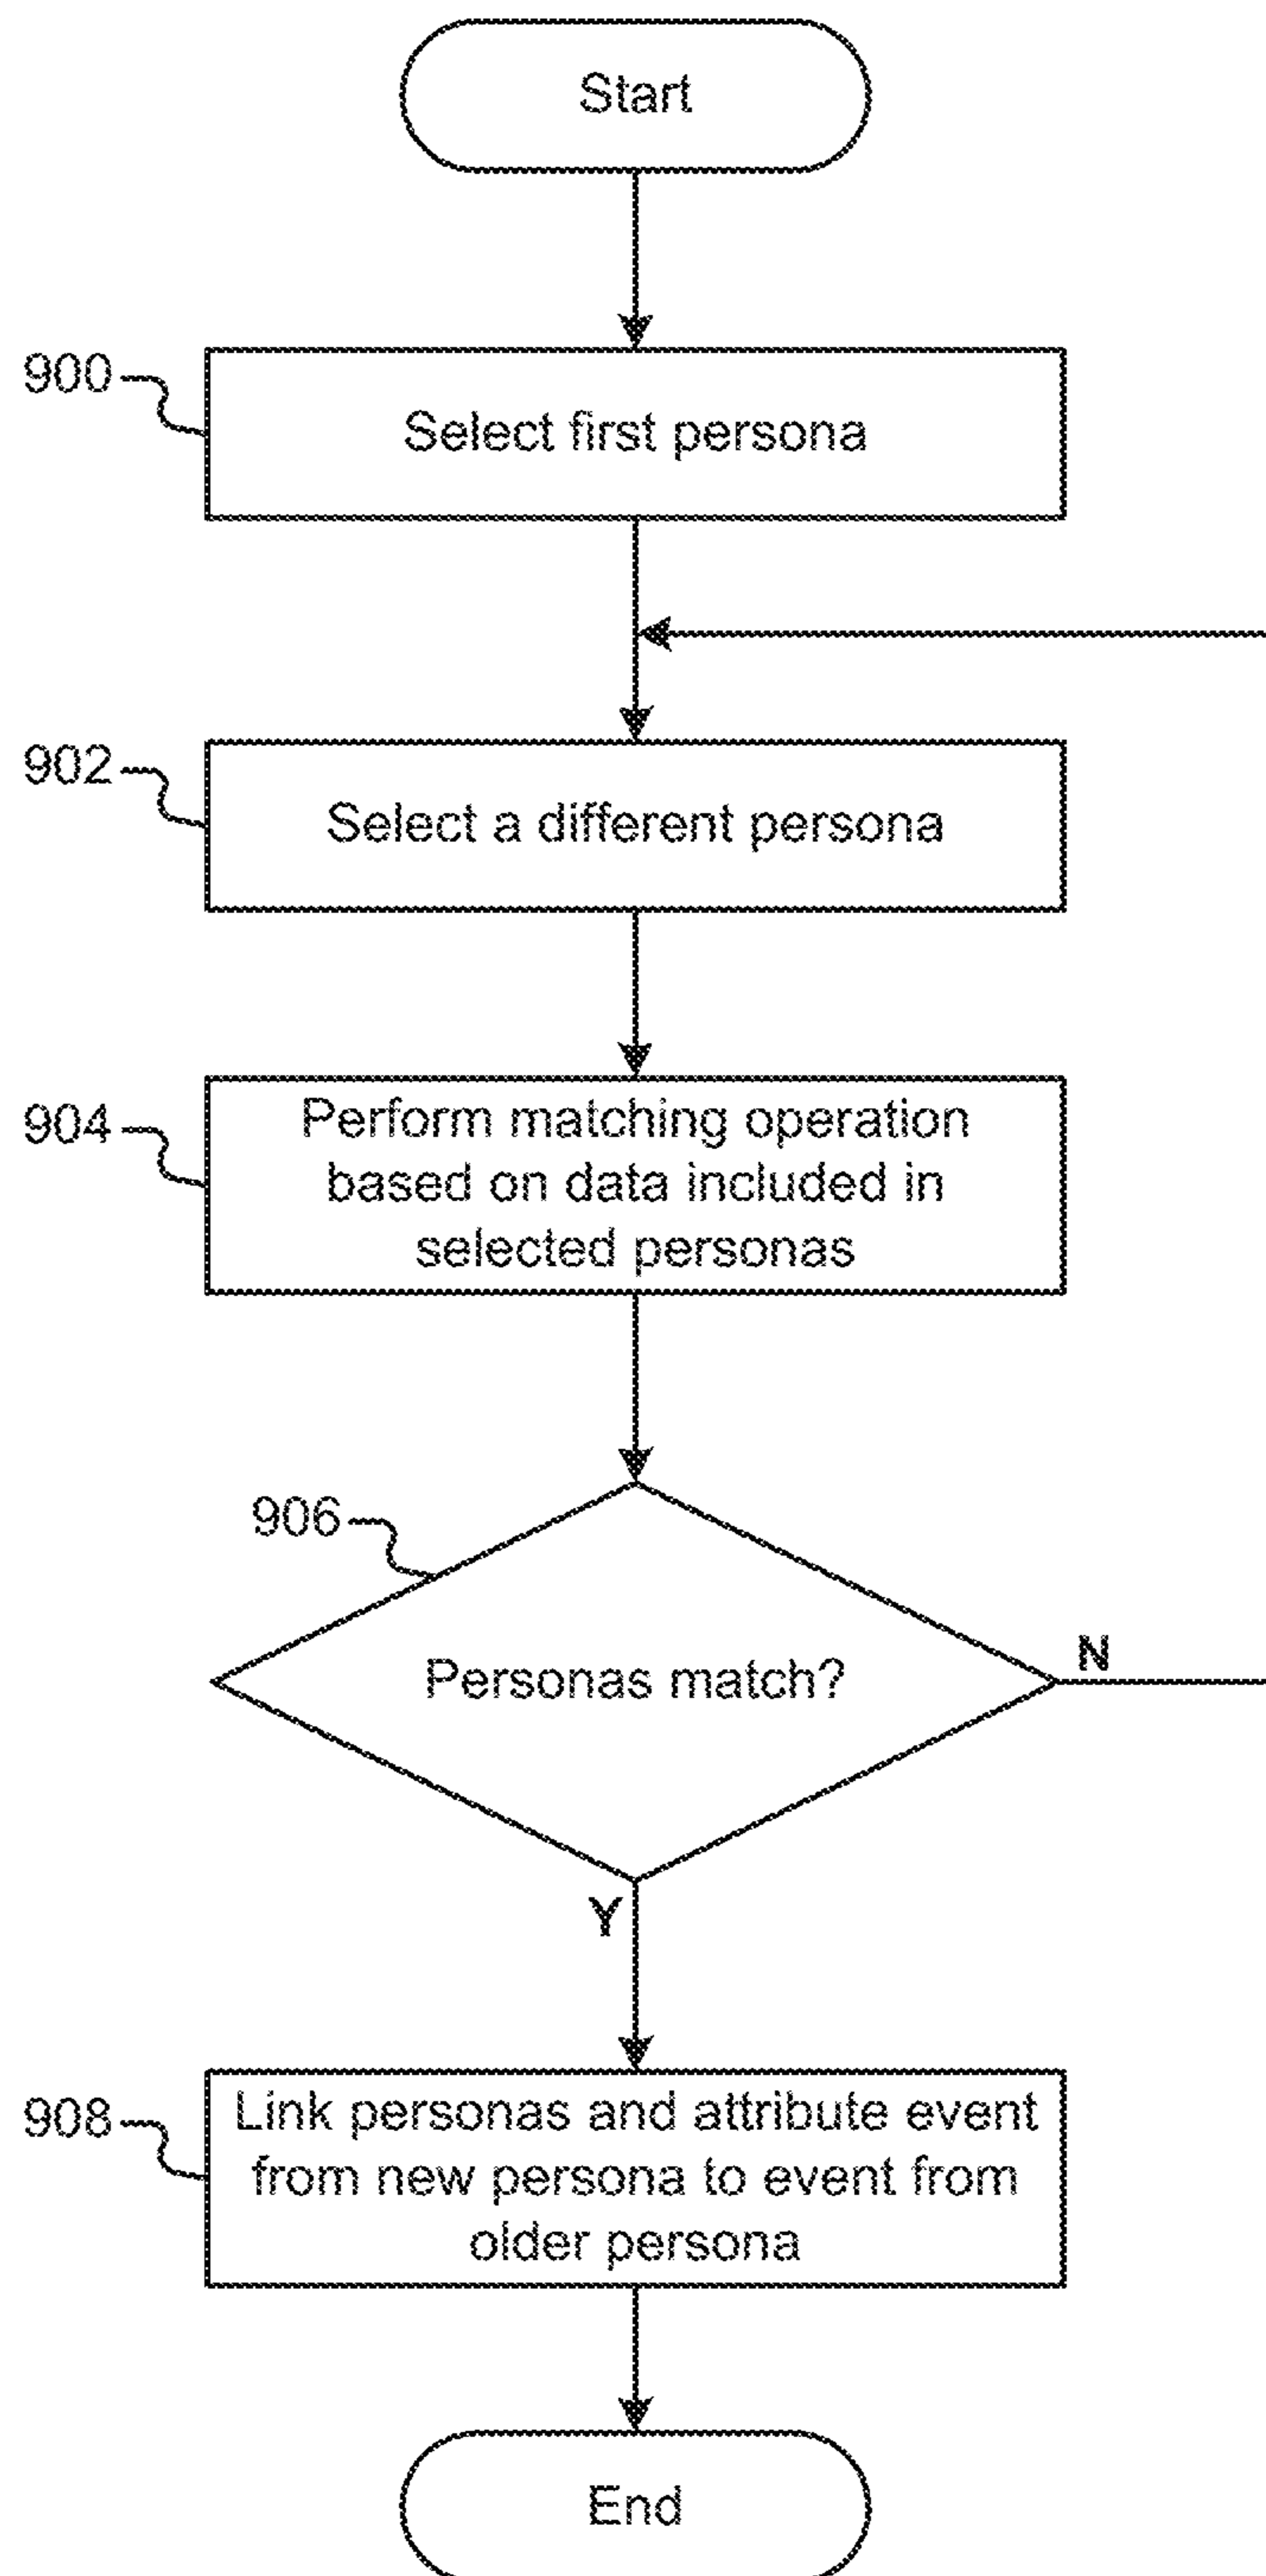 Start
900
Select first persona
902
Select a different persona
904
Perform matching operation
based on data included in
selected personas
906
Personas match?
N
Y
908
Link personas and attribute event
from new persona to event from
older persona
End